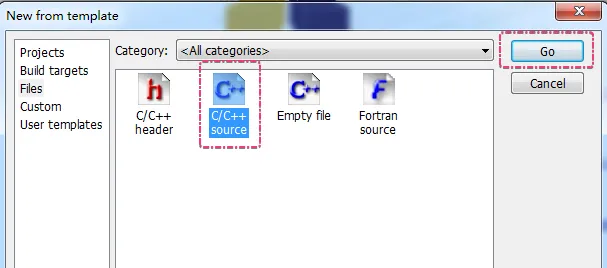 New from template
Projects
Build targets
Files
Custom
User templates
Category: <All categories>
C/C++
header
C/C++
source
Empty file
Fortran
source
Go
Cancel